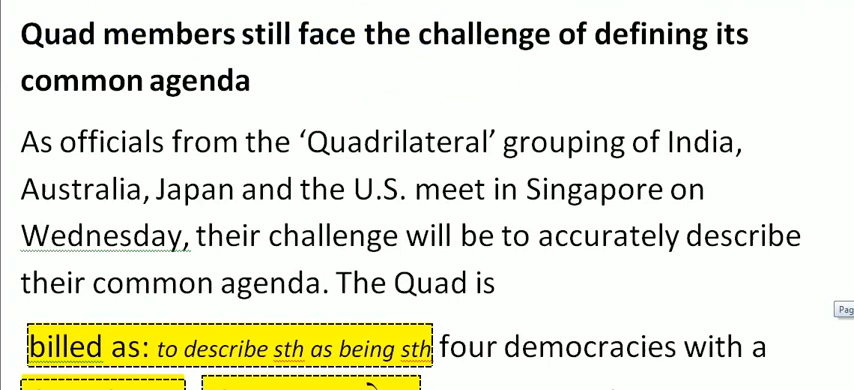 Quad members still face the challenge of defining its
common agenda
As officials from the ‘Quadrilateral’ grouping of India,
Australia, Japan and the U.S. meet in Singapore on
Wednesday, their challenge will be to accurately describe
their common agenda. The Quad is
Pag
billed as: to describe sth as being sth four democracies with a